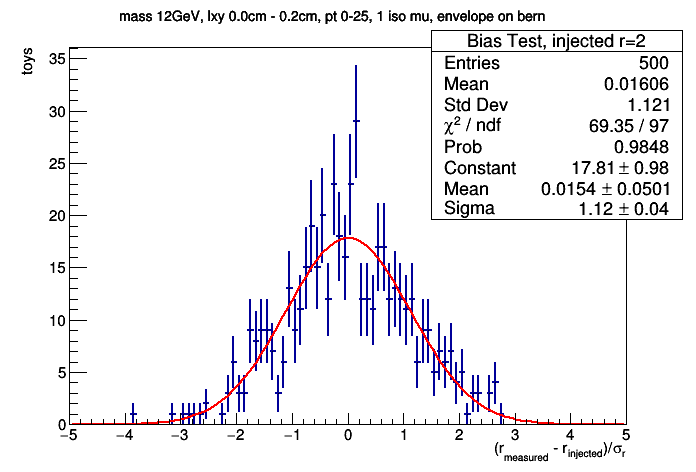 mass 12GeV, lxy 0.0cm - 0.2cm, pt 0-25, 1 iso mu, envelope on bern
Bias Test, injected r=2
Entries 500
Mean 0.01606
Std Dev 1.121
χ² / ndf 69.35 / 97
Prob 0.9848
Constant 17.81 ± 0.98
Mean 0.0154 ± 0.0501
Sigma 1.12 ± 0.04
toys
35
30
25
20
15
10
5
0
−5 −4 −3 −2 −1 0 1 2 3 4 5
(r_measured - r_injected)/σ_r